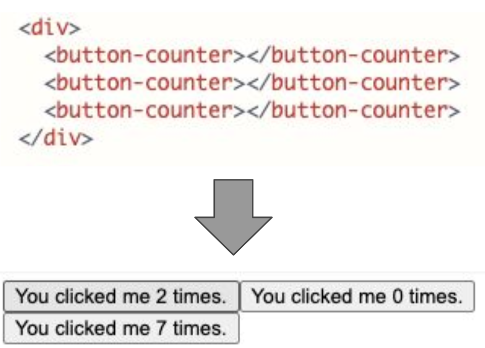 <div>
<button-counter></button-counter>
<button-counter></button-counter>
<button-counter></button-counter>
</div>
You clicked me 2 times. You clicked me 0 times.
You clicked me 7 times.